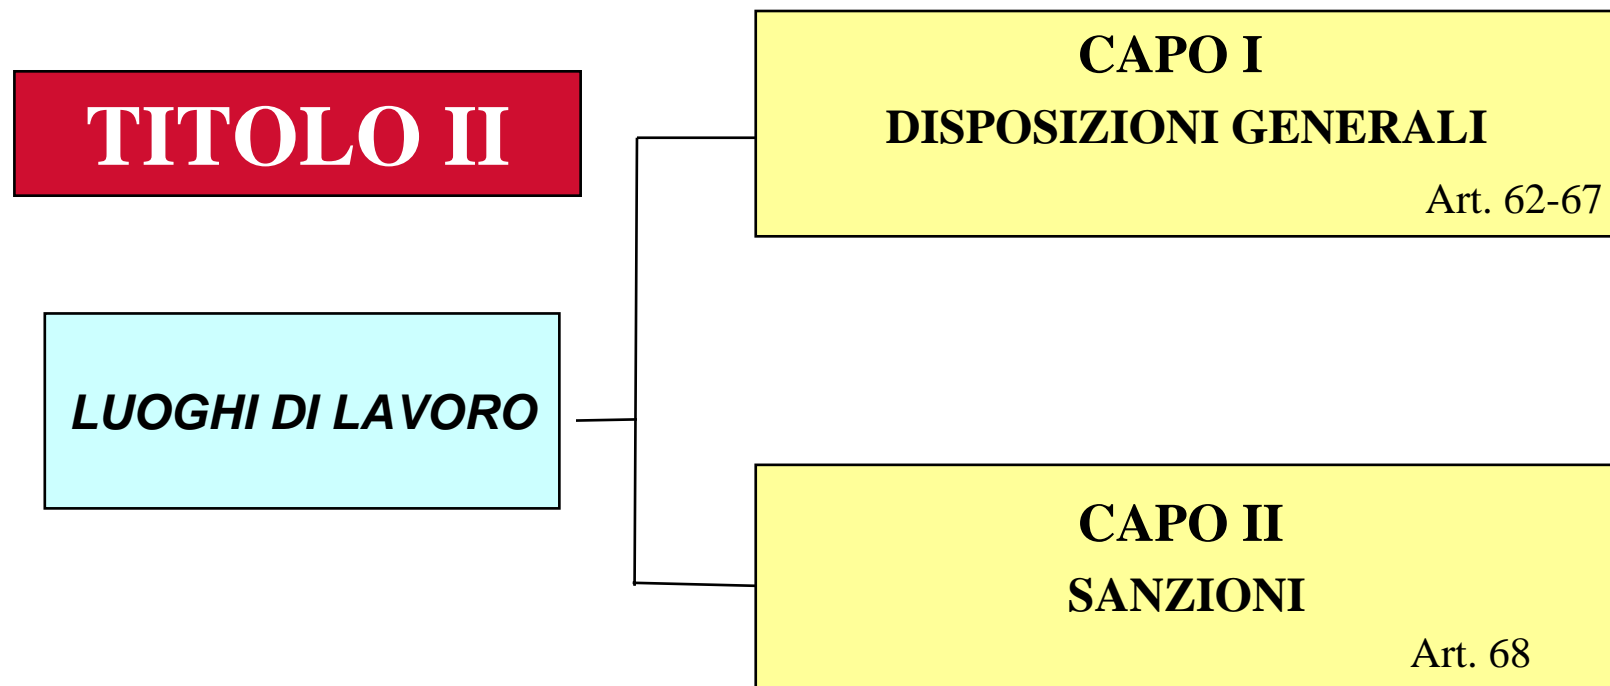 TITOLO II
LUOGHI DI LAVORO
CAPO I
DISPOSIZIONI GENERALI
Art. 62-67
CAPO II
SANZIONI
Art. 68